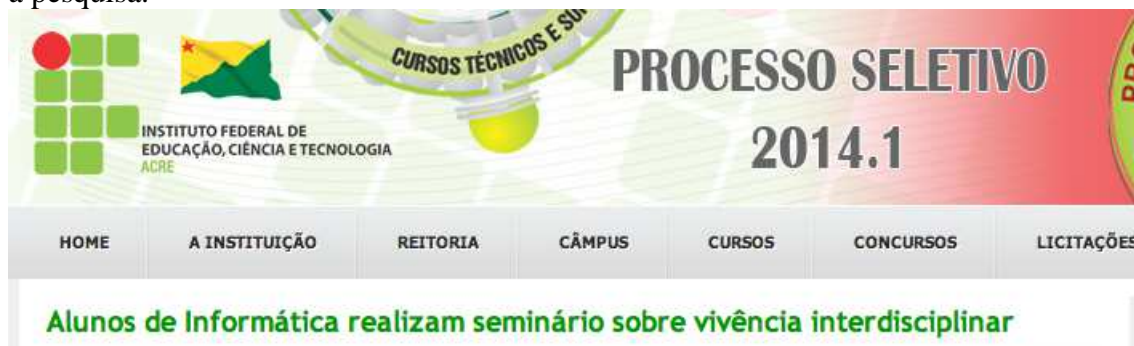 a pesquisa.
CURSOS TÉCNICOS E
PROCESSO SELETIVO
2014.1
INSTITUTO FEDERAL DE
EDUCAÇÃO, CIÊNCIA E TECNOLOGIA
ACRE
HOME A INSTITUIÇÃO REITORIA CÂMPUS CURSOS CONCURSOS LICITAÇÕES
Alunos de Informática realizam seminário sobre vivência interdisciplinar